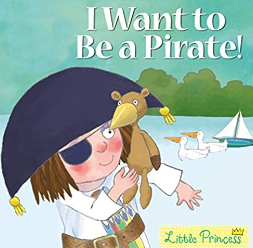 I Want to
Be a Pirate!
Little Princess